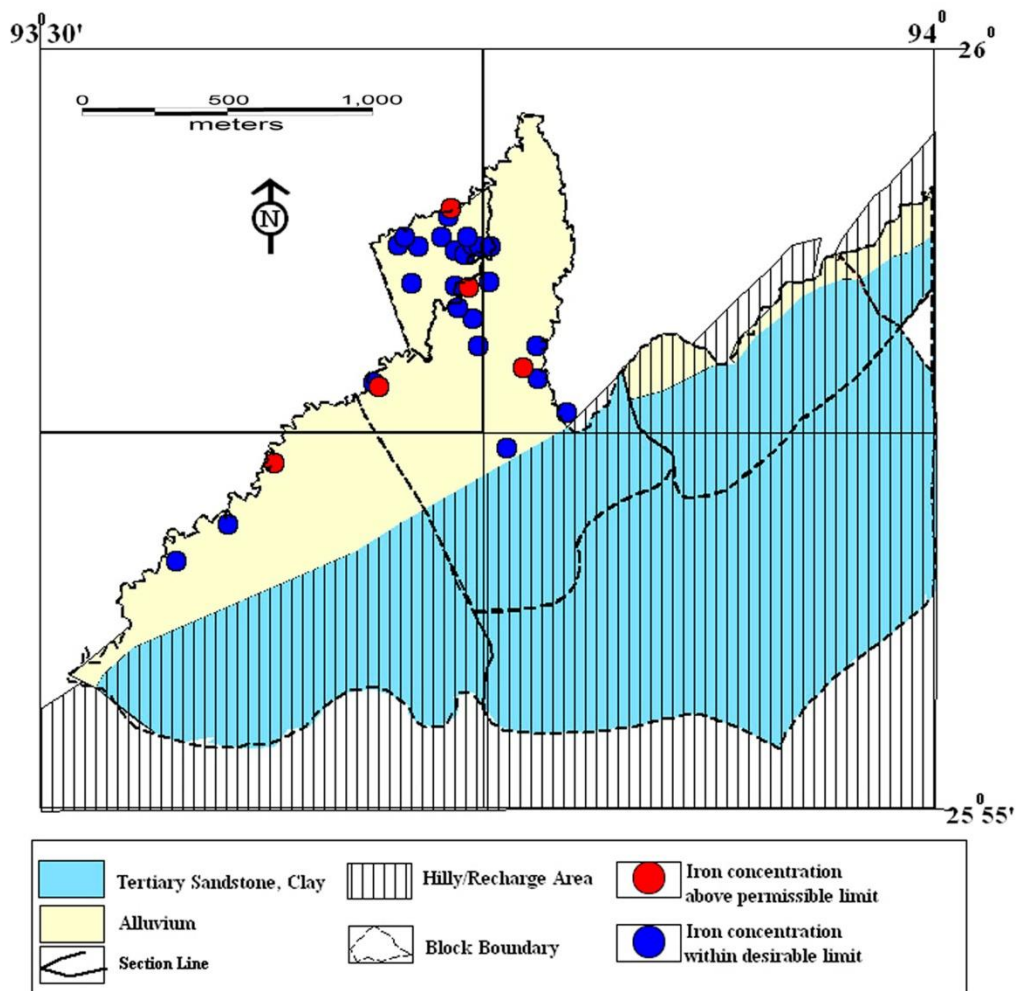 93°30'
94°
26°
0 500 1,000
meters
N
25°55'
Tertiary Sandstone, Clay
Hilly/Recharge Area
Iron concentration
above permissible limit
Alluvium
Section Line
Block Boundary
Iron concentration
within desirable limit